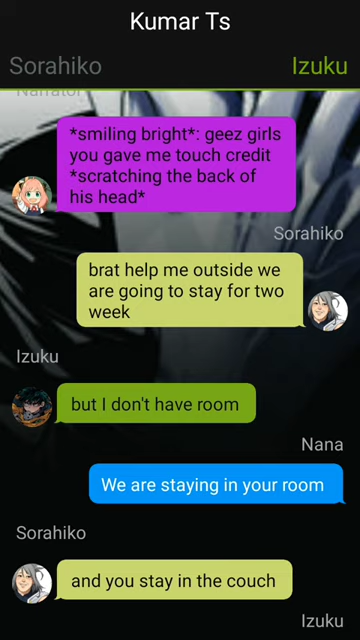 Kumar Ts
Sorahiko
Izuku
Narrator
*smiling bright*: geez girls
you gave me touch credit
*scratching the back of
his head*
Sorahiko
brat help me outside we
are going to stay for two
week
Izuku
but I don't have room
Nana
We are staying in your room
Sorahiko
and you stay in the couch
Izuku